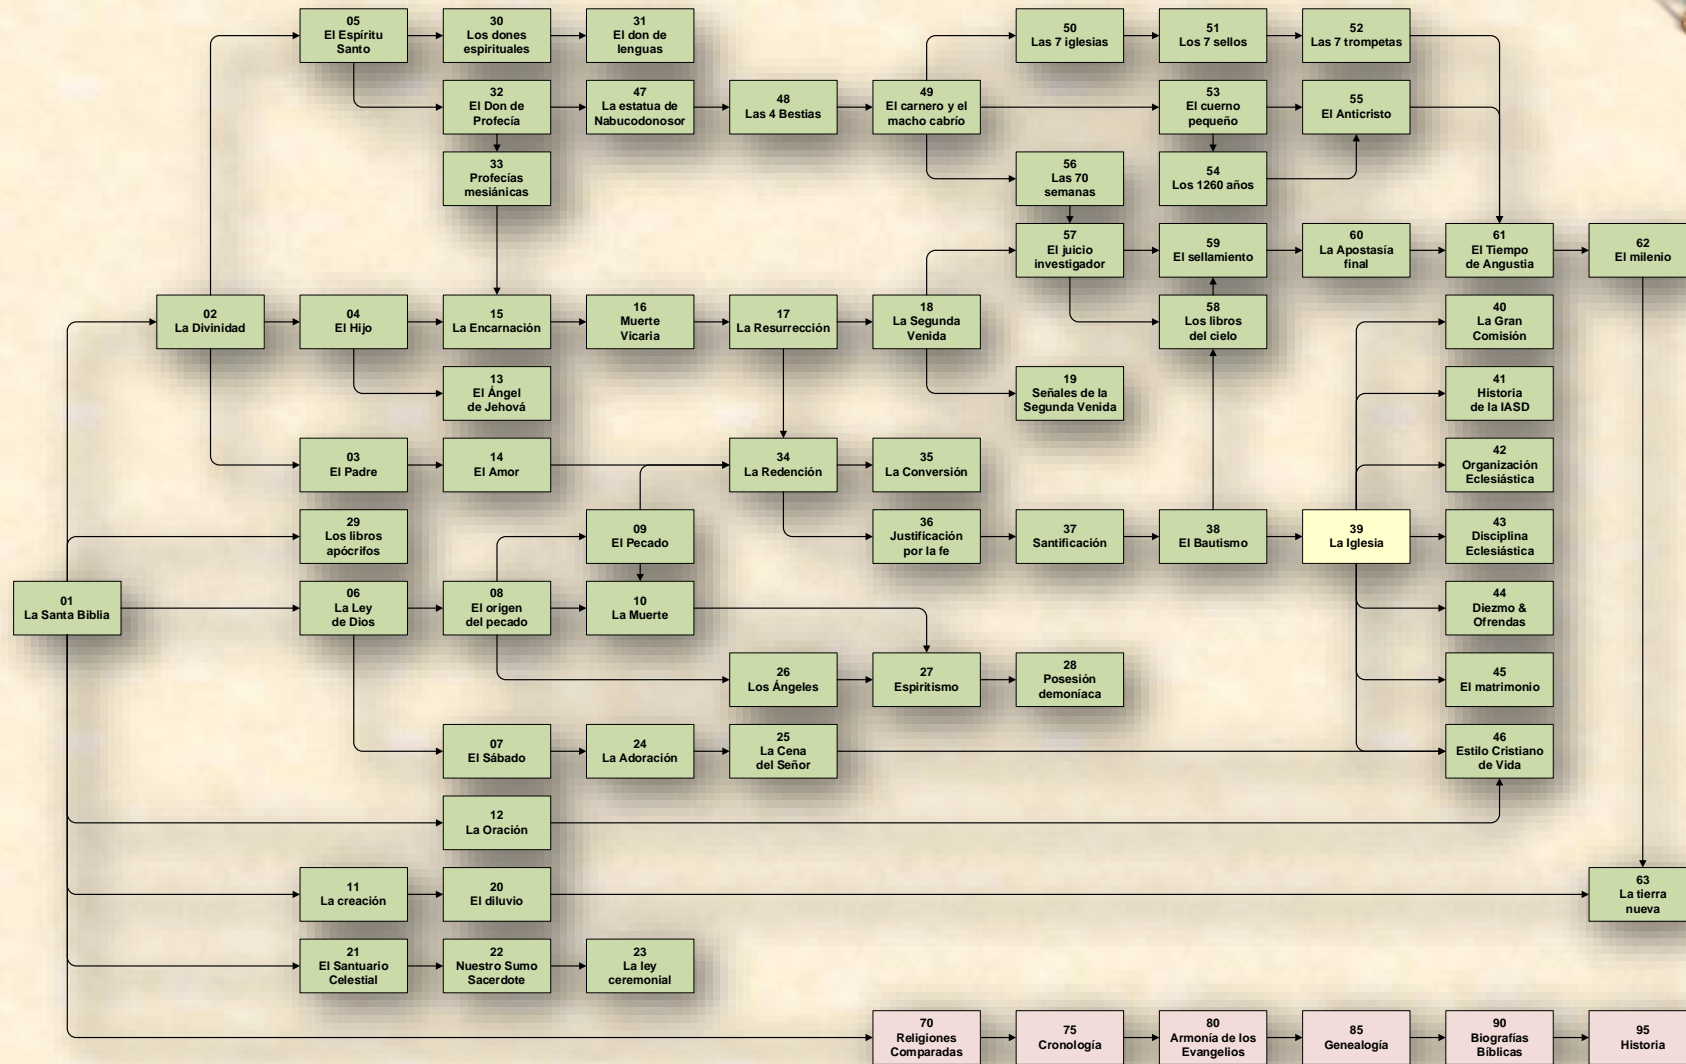 05
El Espíritu
Santo
30
Los dones
espirituales
31
El don de
lenguas
50
Las 7 iglesias
51
Los 7 sellos
52
Las 7 trompetas
32
El Don de
Profecía
47
La estatua de
Nabucodonosor
48
Las 4 Bestias
49
El carnero y el
macho cabrío
53
El cuerno
pequeño
55
El Anticristo
33
Profecías
mesiánicas
56
Las 70
semanas
54
Los 1260 años
57
El juicio
investigador
59
El sellamiento
60
La Apostasía
final
61
El Tiempo
de Angustia
62
El milenio
02
La Divinidad
04
El Hijo
15
La Encarnación
16
Muerte
Vicaria
17
La Resurrección
18
La Segunda
Venida
58
Los libros
del cielo
40
La Gran
Comisión
13
El Ángel
de Jehová
19
Señales de la
Segunda Venida
41
Historia
de la IASD
03
El Padre
14
El Amor
34
La Redención
35
La Conversión
42
Organización
Eclesiástica
29
Los libros
apócrifos
09
El Pecado
36
Justificación
por la fe
37
Santificación
38
El Bautismo
39
La Iglesia
43
Disciplina
Eclesiástica
01
La Santa Biblia
06
La Ley
de Dios
08
El origen
del pecado
10
La Muerte
44
Diezmo &
Ofrendas
26
Los Ángeles
27
Espiritismo
28
Posesión
demoníaca
45
El matrimonio
07
El Sábado
24
La Adoración
25
La Cena
del Señor
46
Estilo Cristiano
de Vida
12
La Oración
11
La creación
20
El diluvio
63
La tierra
nueva
21
El Santuario
Celestial
22
Nuestro Sumo
Sacerdote
23
La ley
ceremonial
70
Religiones
Comparadas
75
Cronología
80
Armonía de los
Evangelios
85
Genealogía
90
Biografías
Bíblicas
95
Historia